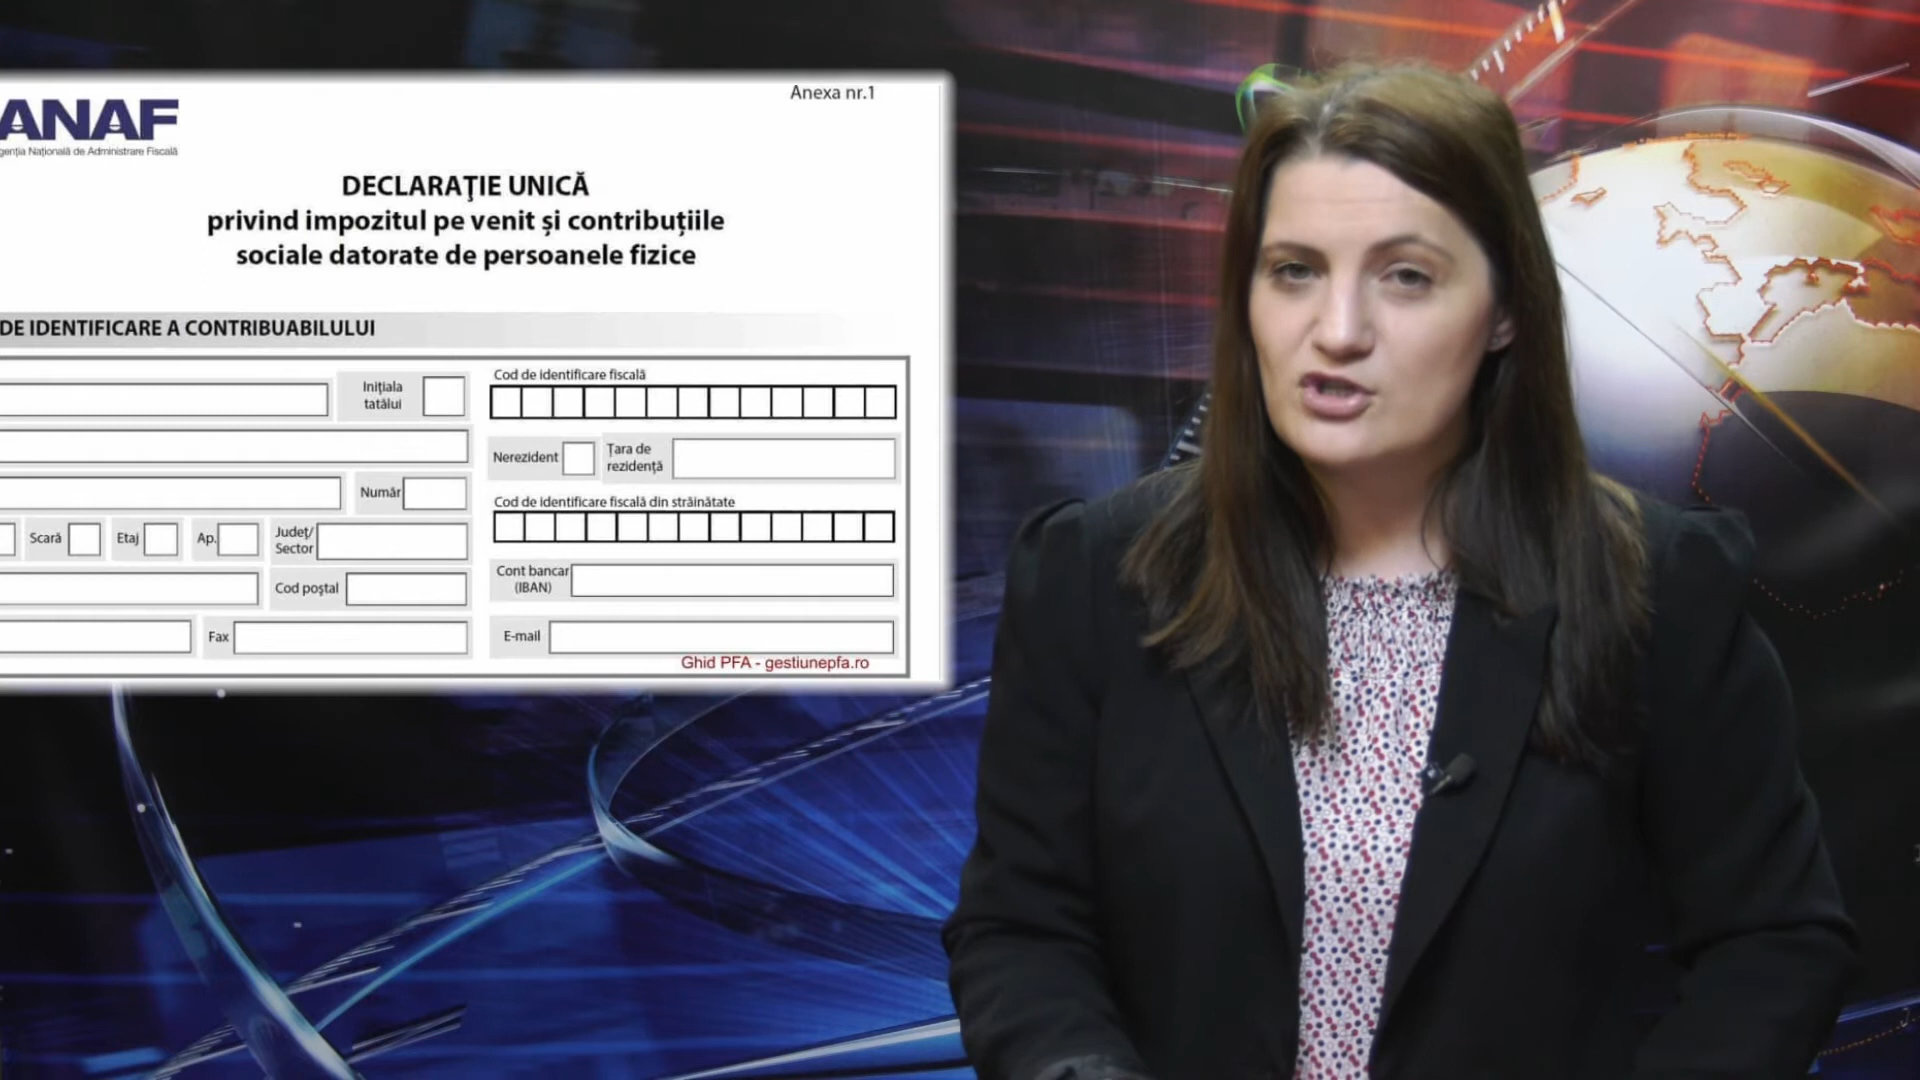 Anexa nr.1
ANAF
genția Națională de Administrare Fiscală
DECLARAŢIE UNICĂ
privind impozitul pe venit și contribuțiile
sociale datorate de persoanele fizice
DE IDENTIFICARE A CONTRIBUABILULUI
Iniţiala
tatălui
Cod de identificare fiscală
Nerezident
Ţara de
rezidenţă
Număr
Cod de identificare fiscală din străinătate
Scară
Etaj
Ap.
Judeţ/
Sector
Cont bancar
(IBAN)
Cod poştal
Fax
E-mail
Ghid PFA - gestiunepfa.ro